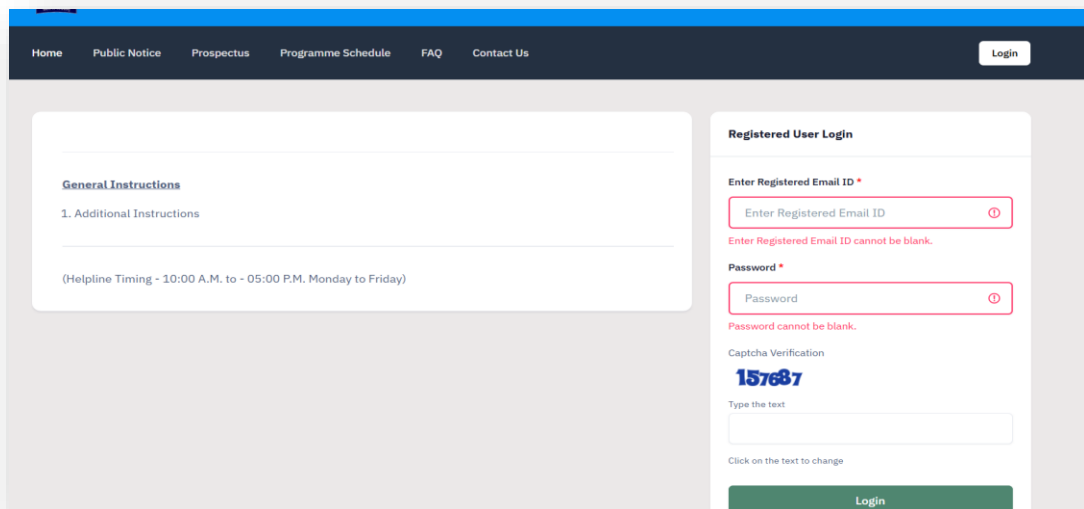 Home Public Notice Prospectus Programme Schedule FAQ Contact Us Login
General Instructions
1. Additional Instructions
(Helpline Timing - 10:00 A.M. to - 05:00 P.M. Monday to Friday)
Registered User Login
Enter Registered Email ID *
Enter Registered Email ID
Enter Registered Email ID cannot be blank.
Password *
Password
Password cannot be blank.
Captcha Verification
157687
Type the text
Click on the text to change
Login